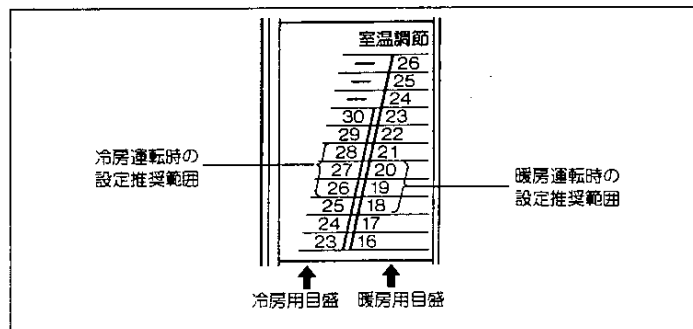 室温調節
— 26
— 25
— 24
30 23
29 22
28 21
27 20
26 19
25 18
24 17
23 16
冷房運転時の
設定推奨範囲
暖房運転時の
設定推奨範囲
冷房用目盛 暖房用目盛